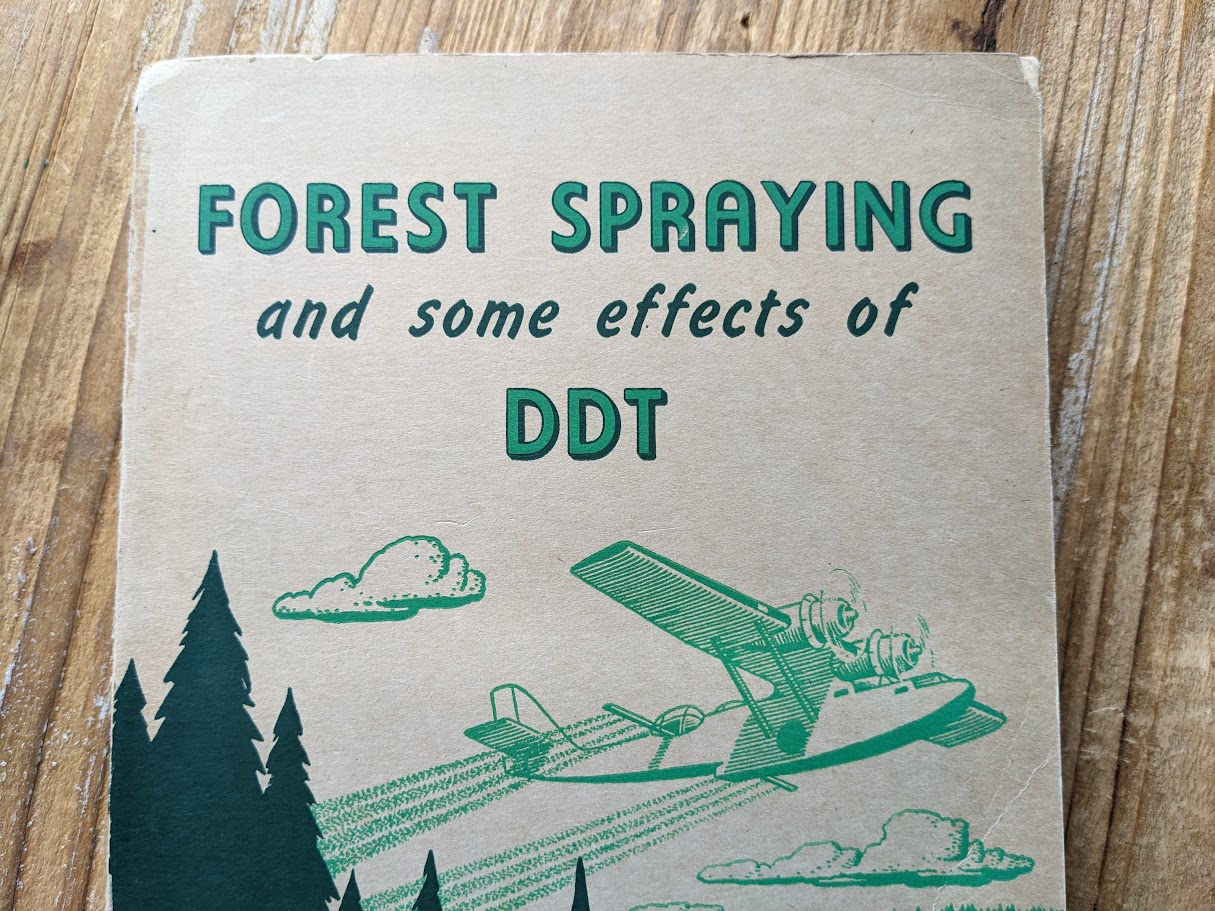 FOREST SPRAYING
and some effects of
DDT